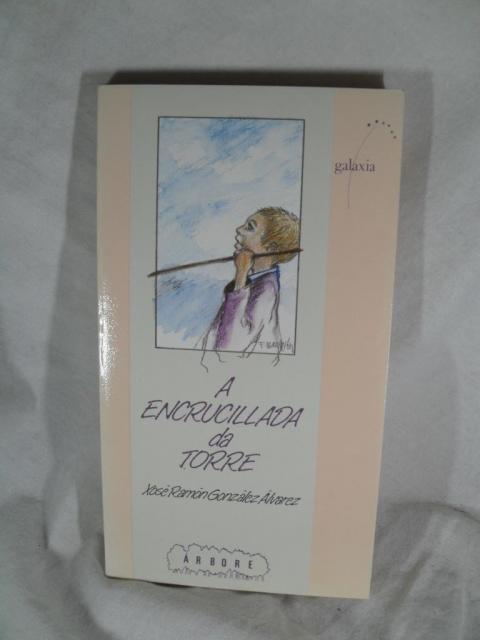 galaxia
A
ENCRUCILLADA
da
TORRE
Xosé Ramón González Álvarez
ÁRBORE